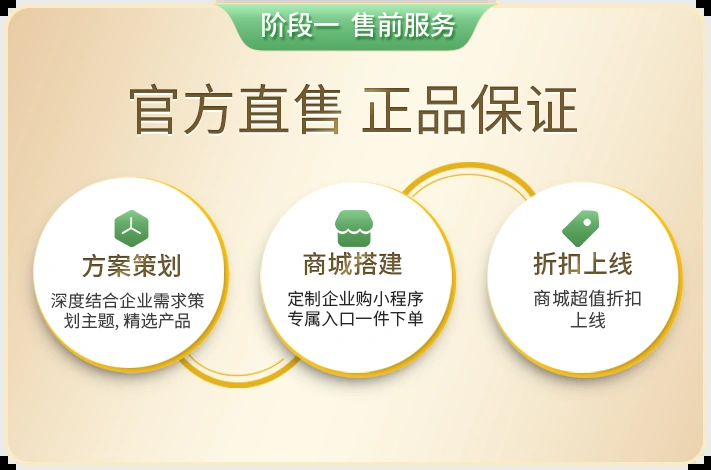 阶段一 售前服务
官方直售 正品保证
方案策划
深度结合企业需求策
划主题, 精选产品
商城搭建
定制企业购小程序
专属入口一件下单
折扣上线
商城超值折扣
上线